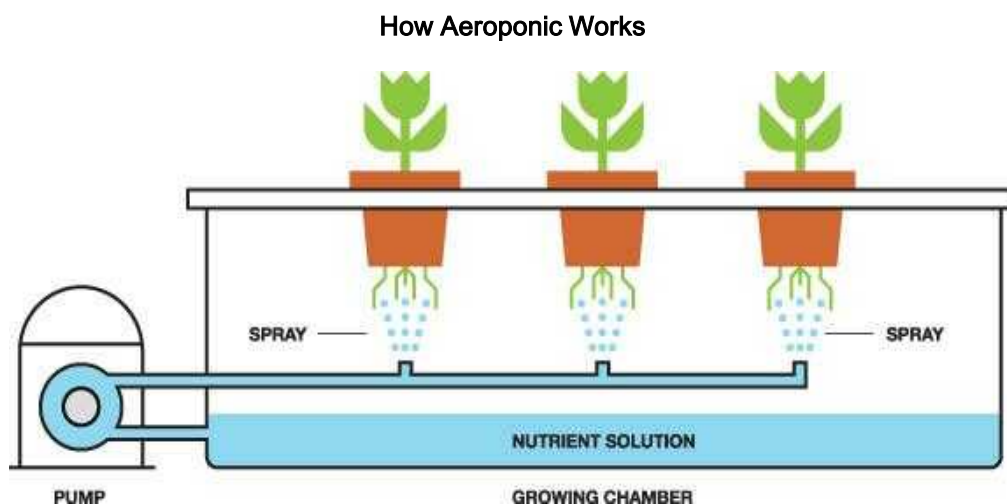 How Aeroponic Works
SPRAY
SPRAY
NUTRIENT SOLUTION
PUMP
GROWING CHAMBER